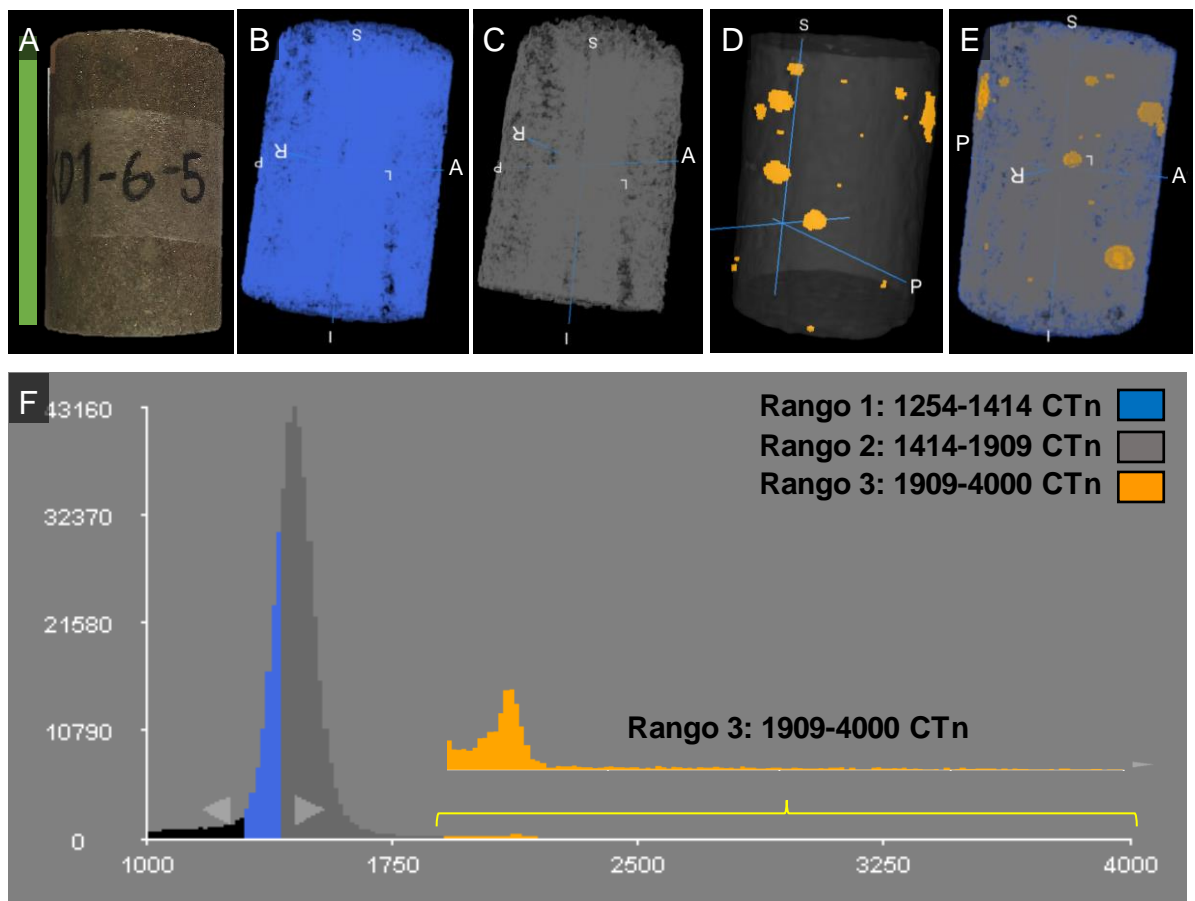 A
KD1-6-5
B
S
P
R
L
A
I
C
S
R
P
A
L
I
D
S
P
E
S
P
R
L
A
I
F
43160
32370
21580
10790
0
1000
1750
2500
3250
4000
Rango 1: 1254-1414 CTn
Rango 2: 1414-1909 CTn
Rango 3: 1909-4000 CTn
Rango 3: 1909-4000 CTn